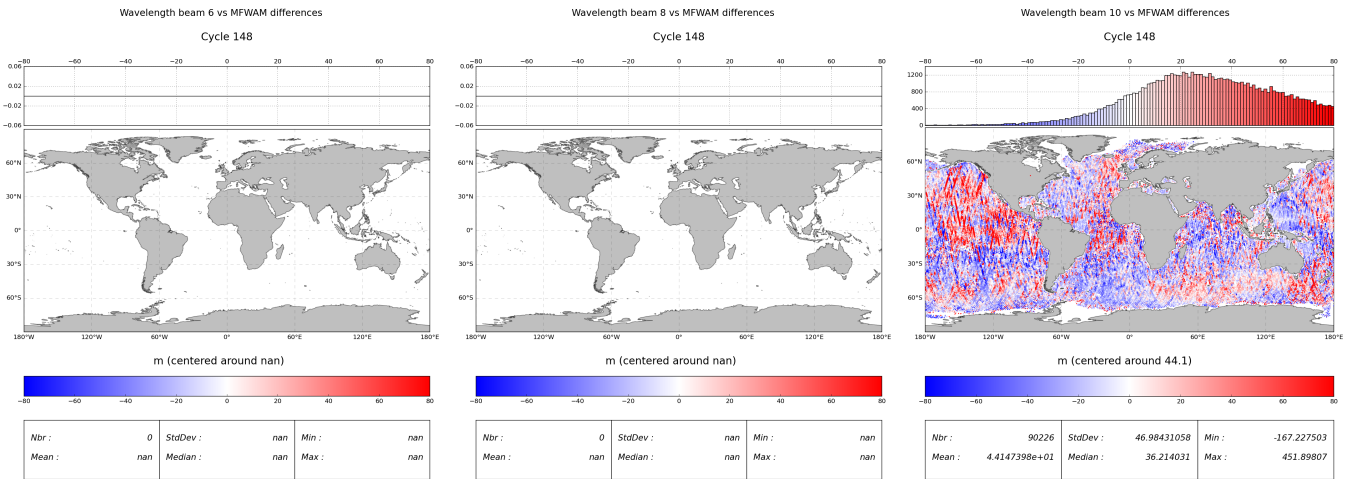 Wavelength beam 6 vs MFWAM differences
Cycle 148
−80 −60 −40 −20 0 20 40 60 80
0.06
0.02
−0.02
−0.06
60°N
30°N
0°
30°S
60°S
180°W 120°W 60°W 0° 60°E 120°E 180°E
m (centered around nan)
−80 −60 −40 −20 0 20 40 60 80
Nbr : 0 StdDev : nan Min : nan
Mean : nan Median : nan Max : nan
Wavelength beam 8 vs MFWAM differences
Cycle 148
−80 −60 −40 −20 0 20 40 60 80
0.06
0.02
−0.02
−0.06
60°N
30°N
0°
30°S
60°S
180°W 120°W 60°W 0° 60°E 120°E 180°E
m (centered around nan)
−80 −60 −40 −20 0 20 40 60 80
Nbr : 0 StdDev : nan Min : nan
Mean : nan Median : nan Max : nan
Wavelength beam 10 vs MFWAM differences
Cycle 148
−80 −60 −40 −20 0 20 40 60 80
1200
800
400
0
60°N
30°N
0°
30°S
60°S
180°W 120°W 60°W 0° 60°E 120°E 180°E
m (centered around 44.1)
−80 −60 −40 −20 0 20 40 60 80
Nbr : 90226 StdDev : 46.98431058 Min : -167.227503
Mean : 4.4147398e+01 Median : 36.214031 Max : 451.89807